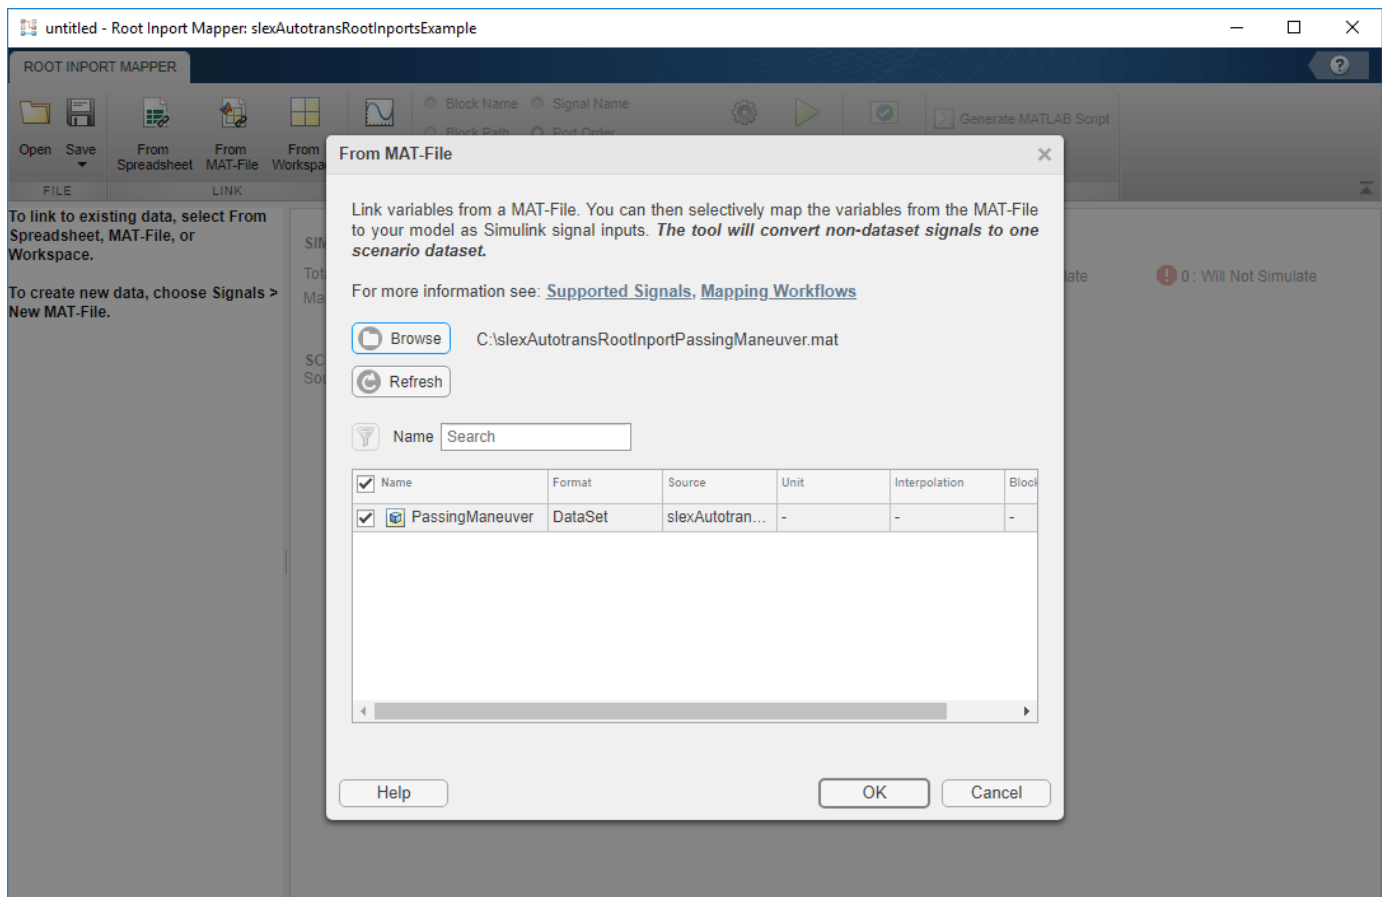 untitled - Root Inport Mapper: slexAutotransRootInportsExample
ROOT INPORT MAPPER
?
Block Name Signal Name
Block Path Port Order
Generate MATLAB Script
Open Save From Spreadsheet From MAT-File From
FILE LINK
To link to existing data, select From
Spreadsheet, MAT-File, or
Workspace.
To create new data, choose Signals >
New MAT-File.
0 : Will Not Simulate
From MAT-File
Link variables from a MAT-File. You can then selectively map the variables from the MAT-File
to your model as Simulink signal inputs. The tool will convert non-dataset signals to one
scenario dataset.
For more information see: Supported Signals, Mapping Workflows
Browse C:\slexAutotransRootInportPassingManeuver.mat
Refresh
Name Search
Name Format Source Unit Interpolation Block
PassingManeuver DataSet slexAutotran... - - -
Help OK Cancel